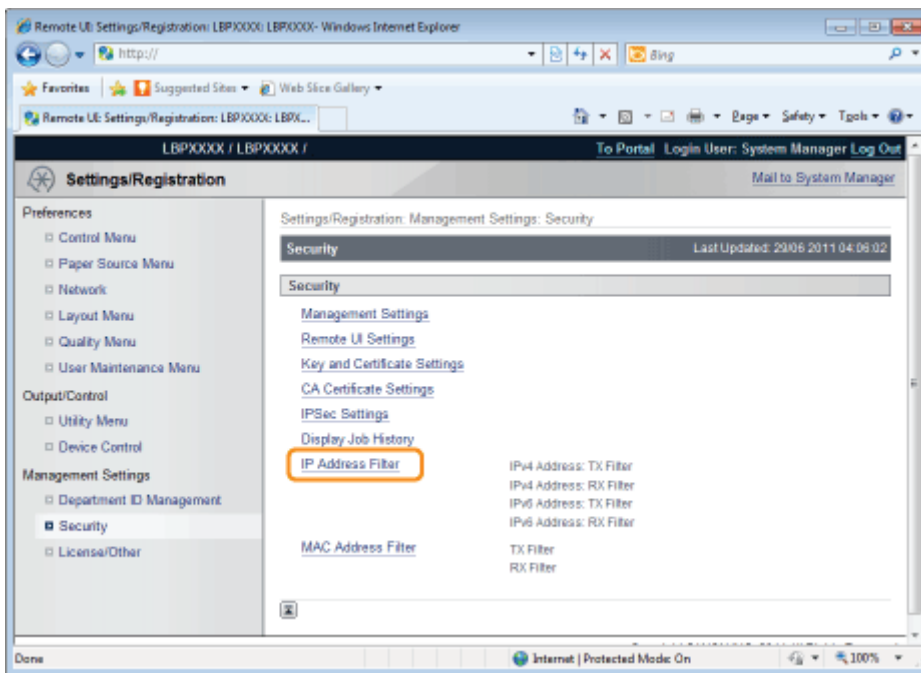 Remote UI: Settings/Registration: LBPXXXX: LBPXXXX- Windows Internet Explorer
http://
Bing
Favorites
Suggested Sites
Web Slice Gallery
Remote UI: Settings/Registration: LBPXXXX: LBPX...
Page Safety Tools
LBPXXXX / LBPXXXX /
To Portal Login User: System Manager Log Out
Settings/Registration
Mail to System Manager
Preferences
Control Menu
Paper Source Menu
Network
Layout Menu
Quality Menu
User Maintenance Menu
Output/Control
Utility Menu
Device Control
Management Settings
Department ID Management
Security
License/Other
Settings/Registration: Management Settings: Security
Security
Last Updated: 29/06 2011 04:06:02
Security
Management Settings
Remote UI Settings
Key and Certificate Settings
CA Certificate Settings
IPSec Settings
Display Job History
IP Address Filter
IPv4 Address: TX Filter
IPv4 Address: RX Filter
IPv6 Address: TX Filter
IPv6 Address: RX Filter
MAC Address Filter
TX Filter
RX Filter
Done
Internet | Protected Mode: On
100%